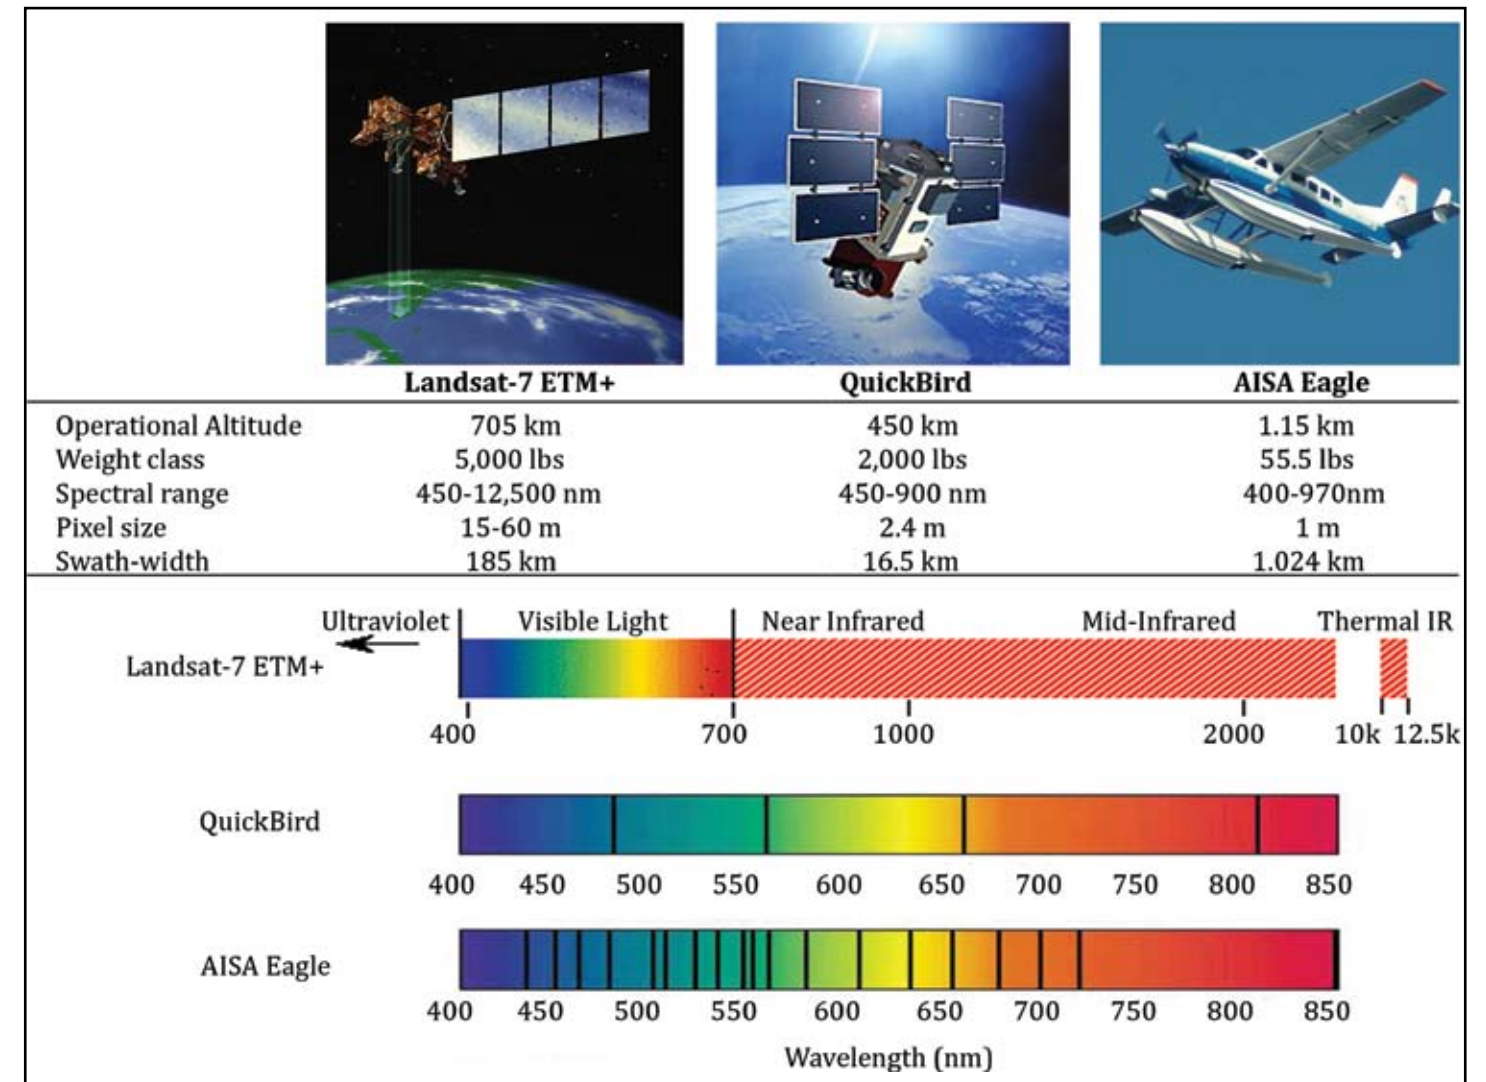 Landsat-7 ETM+ QuickBird AISA Eagle
Operational Altitude 705 km 450 km 1.15 km
Weight class 5,000 lbs 2,000 lbs 55.5 lbs
Spectral range 450-12,500 nm 450-900 nm 400-970nm
Pixel size 15-60 m 2.4 m 1 m
Swath-width 185 km 16.5 km 1.024 km
Ultraviolet Visible Light Near Infrared Mid-Infrared Thermal IR
Landsat-7 ETM+
400 700 1000 2000 10k 12.5k
QuickBird
400 450 500 550 600 650 700 750 800 850
AISA Eagle
400 450 500 550 600 650 700 750 800 850
Wavelength (nm)